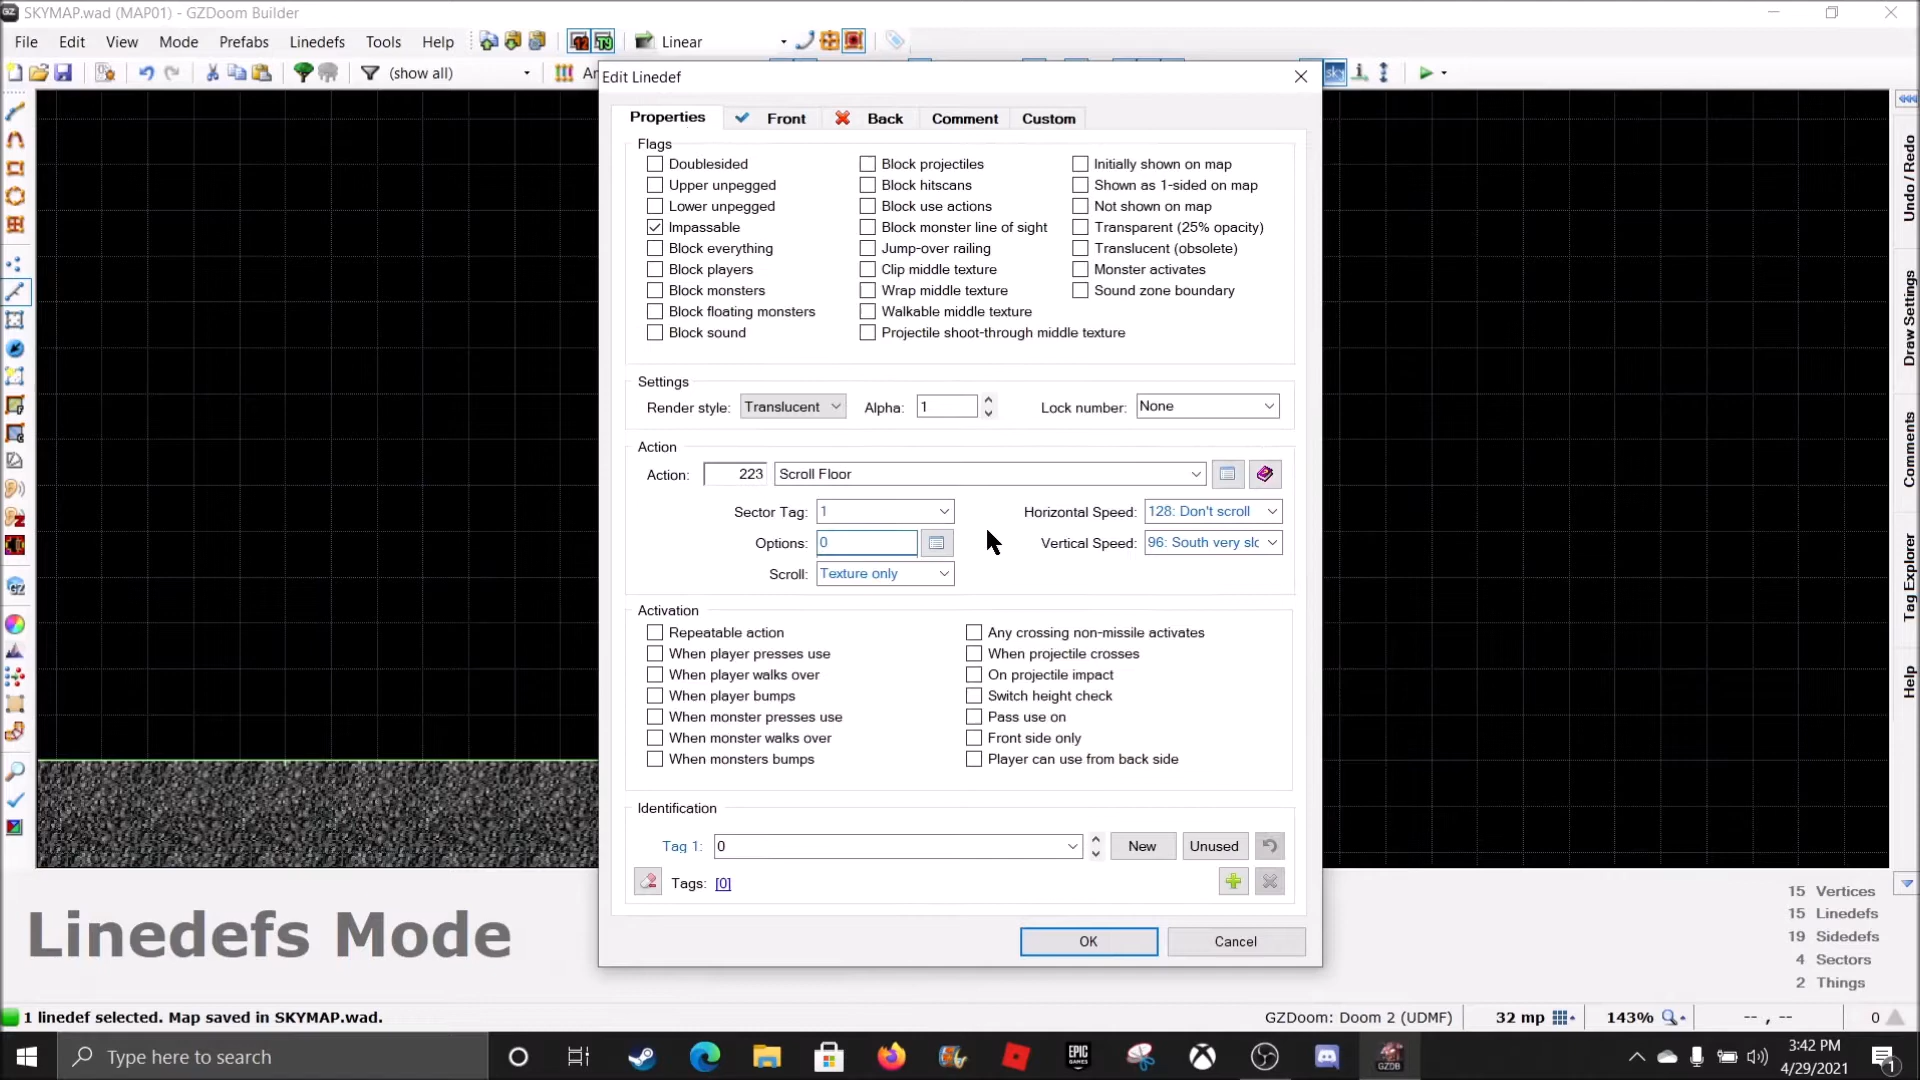 SKYMAP.wad (MAP01) - GZDoom Builder
File Edit View Mode Prefabs Linedefs Tools Help Linear
(show all)
Edit Linedef
Properties Front Back Comment Custom
Flags
Doublesided Block projectiles Initially shown on map
Upper unpegged Block hitscans Shown as 1-sided on map
Lower unpegged Block use actions Not shown on map
Impassable Block monster line of sight Transparent (25% opacity)
Block everything Jump-over railing Translucent (obsolete)
Block players Clip middle texture Monster activates
Block monsters Wrap middle texture Sound zone boundary
Block floating monsters Walkable middle texture
Block sound Projectile shoot-through middle texture
Settings
Render style: Translucent Alpha: 1 Lock number: None
Action
Action: 223 Scroll Floor
Sector Tag: 1 Horizontal Speed: 128: Don't scroll
Options: 0 Vertical Speed: 96: South very slo
Scroll: Texture only
Activation
Repeatable action Any crossing non-missile activates
When player presses use When projectile crosses
When player walks over On projectile impact
When player bumps Switch height check
When monster presses use Pass use on
When monster walks over Front side only
When monsters bumps Player can use from back side
Identification
Tag 1: 0 New Unused
Tags: [0]
OK Cancel
Undo / Redo
Draw Settings
Comments
Tag Explorer
Help
Linedefs Mode
15 Vertices
15 Linedefs
19 Sidedefs
4 Sectors
2 Things
1 linedef selected. Map saved in SKYMAP.wad.
GZDoom: Doom 2 (UDMF) 32 mp 143% -- , -- 0
Type here to search
EPIC GAMES
GZDB
3:42 PM
4/29/2021
1